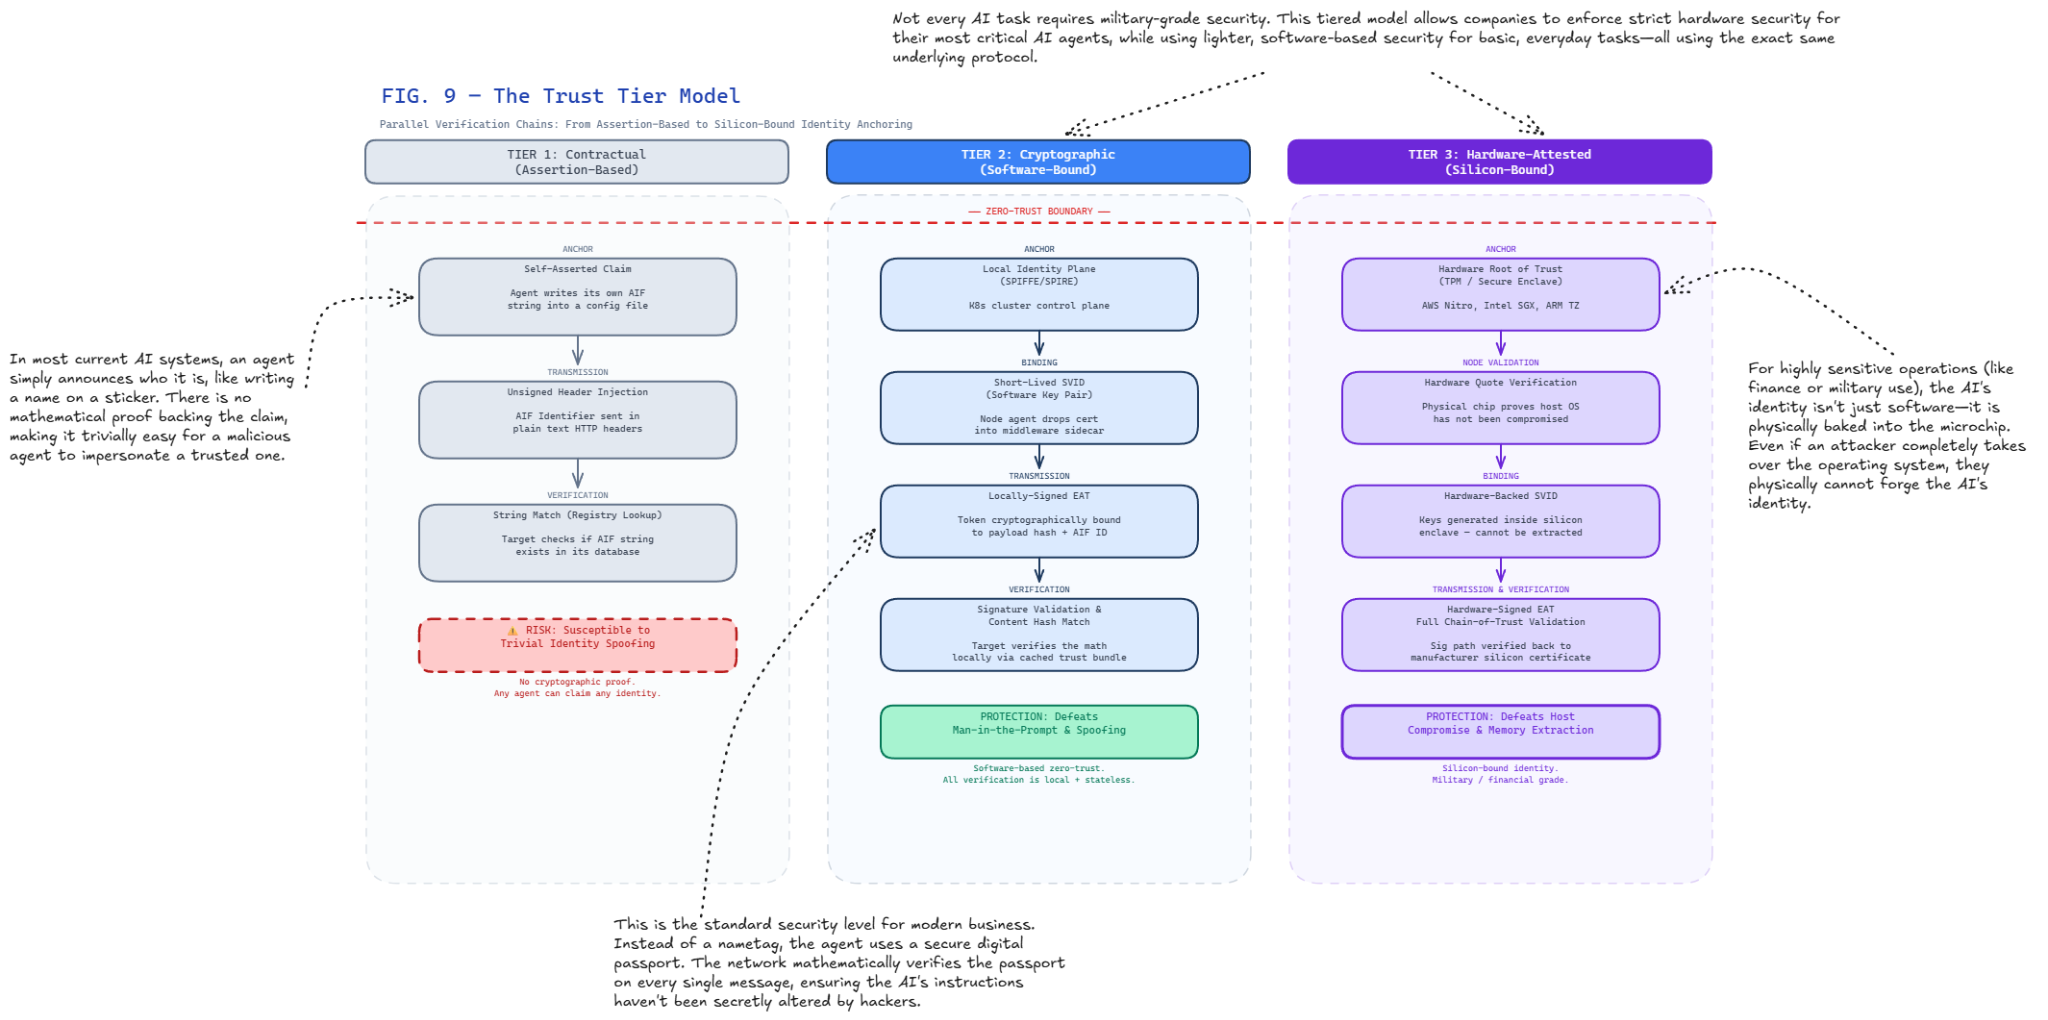 Not every AI task requires military-grade security. This tiered model allows companies to enforce strict hardware security for
their most critical AI agents, while using lighter, software-based security for basic, everyday tasks—all using the exact same
underlying protocol.
FIG. 9 — The Trust Tier Model
Parallel Verification Chains: From Assertion-Based to Silicon-Bound Identity Anchoring
TIER 1: Contractual
(Assertion-Based)
ANCHOR
Self-Asserted Claim
Agent writes its own AIF
string into a config file
TRANSMISSION
Unsigned Header Injection
AIF Identifier sent in
plain text HTTP headers
VERIFICATION
String Match (Registry Lookup)
Target checks if AIF string
exists in its database
⚠️ RISK: Susceptible to
Trivial Identity Spoofing
No cryptographic proof.
Any agent can claim any identity.
TIER 2: Cryptographic
(Software-Bound)
—— ZERO-TRUST BOUNDARY ——
ANCHOR
Local Identity Plane
(SPIFFE/SPIRE)
K8s cluster control plane
BINDING
Short-Lived SVID
(Software Key Pair)
Node agent drops cert
into middleware sidecar
TRANSMISSION
Locally-Signed EAT
Token cryptographically bound
to payload hash + AIF ID
VERIFICATION
Signature Validation &
Content Hash Match
Target verifies the math
locally via cached trust bundle
PROTECTION: Defeats
Man-in-the-Prompt & Spoofing
Software-based zero-trust.
All verification is local + stateless.
TIER 3: Hardware-Attested
(Silicon-Bound)
ANCHOR
Hardware Root of Trust
(TPM / Secure Enclave)
AWS Nitro, Intel SGX, ARM TZ
NODE VALIDATION
Hardware Quote Verification
Physical chip proves host OS
has not been compromised
BINDING
Hardware-Backed SVID
Keys generated inside silicon
enclave — cannot be extracted
TRANSMISSION & VERIFICATION
Hardware-Signed EAT
Full Chain-of-Trust Validation
Sig path verified back to
manufacturer silicon certificate
PROTECTION: Defeats Host
Compromise & Memory Extraction
Silicon-bound identity.
Military / financial grade.
In most current AI systems, an agent
simply announces who it is, like writing
a name on a sticker. There is no
mathematical proof backing the claim,
making it trivially easy for a malicious
agent to impersonate a trusted one.
For highly sensitive operations (like
finance or military use), the AI's
identity isn't just software—it is
physically baked into the microchip.
Even if an attacker completely takes
over the operating system, they
physically cannot forge the AI's
identity.
This is the standard security level for modern business.
Instead of a nametag, the agent uses a secure digital
passport. The network mathematically verifies the passport
on every single message, ensuring the AI's instructions
haven't been secretly altered by hackers.